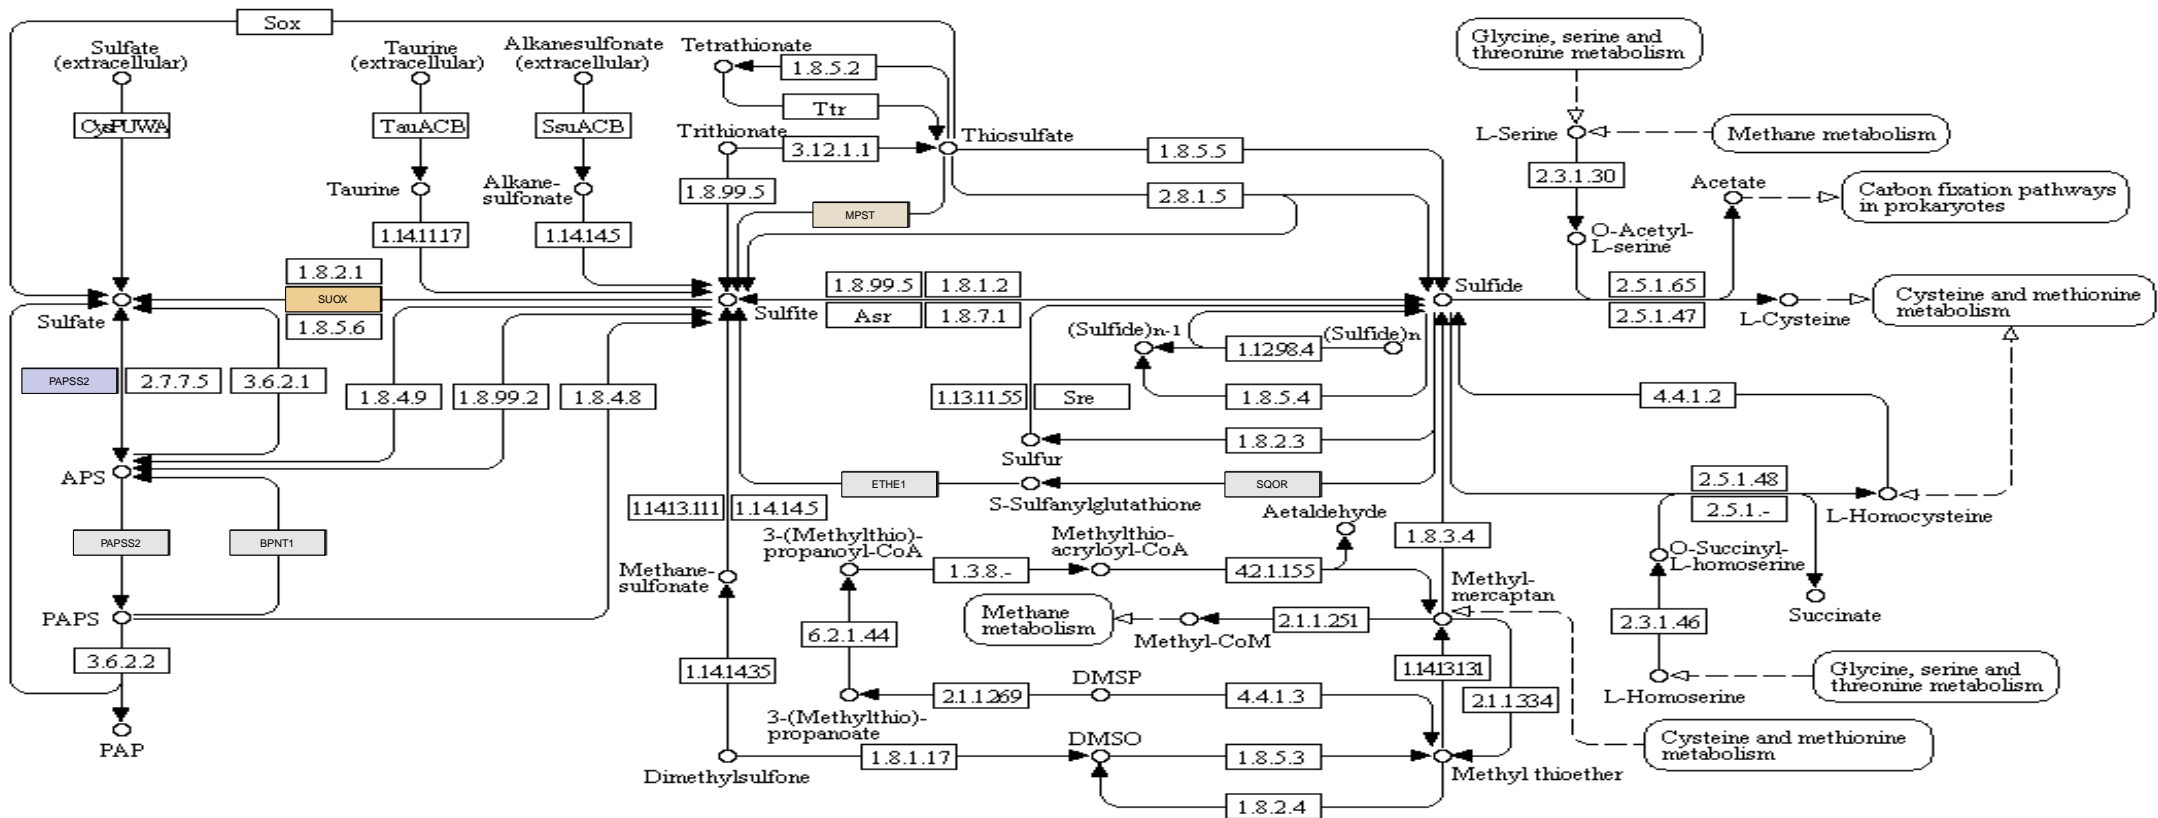 Sox
Sulfate
(extracellular)
Taurine
(extracellular)
Alkanesulfonate
(extracellular)
Tetrathionate
1.8.5.2
Ttr
Glycine, serine and
threonine metabolism
CysPUWA
TauACB
SsuACB
Trithionate
3.12.1.1
Thiosulfate
1.8.5.5
L-Serine
Methane metabolism
Taurine
Alkane-
sulfonate
1.8.99.5
MPST
2.8.1.5
2.3.1.30
Acetate
Carbon fixation pathways
in prokaryotes
1.14.11.17
1.14.14.5
O-Acetyl-
L-serine
1.8.2.1
SUOX
1.8.5.6
Sulfate
Sulfite
1.8.99.5
1.8.1.2
Asr
1.8.7.1
Sulfide
2.5.1.65
2.5.1.47
L-Cysteine
Cysteine and methionine
metabolism
(Sulfide)n-1
1.12.98.4
(Sulfide)n
PAPSS2
2.7.7.5
3.6.2.1
1.8.4.9
1.8.99.2
1.8.4.8
1.13.11.55
Sre
1.8.5.4
4.4.1.2
1.8.2.3
Sulfur
APS
ETHE1
S-Sulfanylglutathione
SQOR
2.5.1.48
2.5.1.-
L-Homocysteine
1.14.13.111
1.14.14.5
Aetaldehyde
PAPSS2
BPNT1
3-(Methylthio)-
propanoyl-CoA
Methylthio-
acryloyl-CoA
1.8.3.4
O-Succinyl-
L-homoserine
Methane-
sulfonate
1.3.8.-
4.2.1.155
Methyl-
mercaptan
Succinate
PAPS
Methane
metabolism
Methyl-CoM
2.1.1.251
6.2.1.44
2.3.1.46
3.6.2.2
1.14.14.35
DMSP
1.14.13.131
L-Homoserine
Glycine, serine and
threonine metabolism
2.1.1.269
4.4.1.3
2.1.1.334
3-(Methylthio)-
propanoate
PAP
DMSO
Cysteine and methionine
metabolism
Dimethylsulfone
1.8.1.17
1.8.5.3
Methyl thioether
1.8.2.4